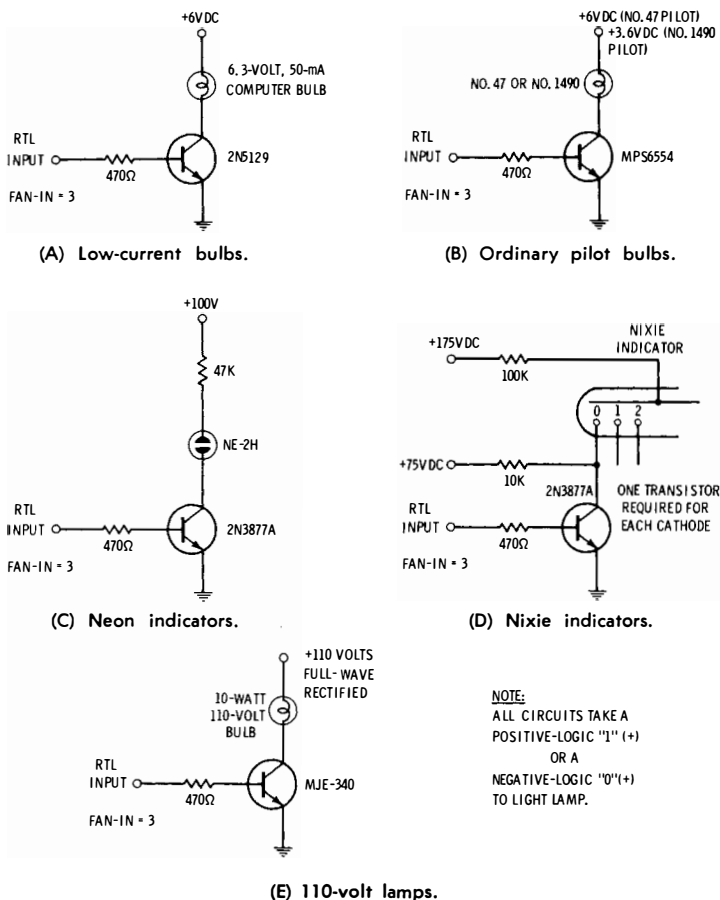 +6VDC
6.3-VOLT, 50-mA
COMPUTER BULB
RTL
INPUT
470Ω
2N5129
FAN-IN = 3
(A) Low-current bulbs.
+6VDC (NO. 47 PILOT)
+3.6VDC (NO. 1490
PILOT)
NO. 47 OR NO. 1490
RTL
INPUT
470Ω
MPS6554
FAN-IN = 3
(B) Ordinary pilot bulbs.
+100V
47K
NE-2H
RTL
INPUT
470Ω
2N3877A
FAN-IN = 3
(C) Neon indicators.
NIXIE
INDICATOR
+175VDC
100K
0 1 2
+75VDC
10K
2N3877A
ONE TRANSISTOR
REQUIRED FOR
EACH CATHODE
RTL
INPUT
470Ω
FAN-IN = 3
(D) Nixie indicators.
+110 VOLTS
FULL-WAVE
RECTIFIED
10-WATT
110-VOLT
BULB
RTL
INPUT
470Ω
MJE-340
FAN-IN = 3
(E) 110-volt lamps.
NOTE:
ALL CIRCUITS TAKE A
POSITIVE-LOGIC "1" (+)
OR A
NEGATIVE-LOGIC "0"(+)
TO LIGHT LAMP.